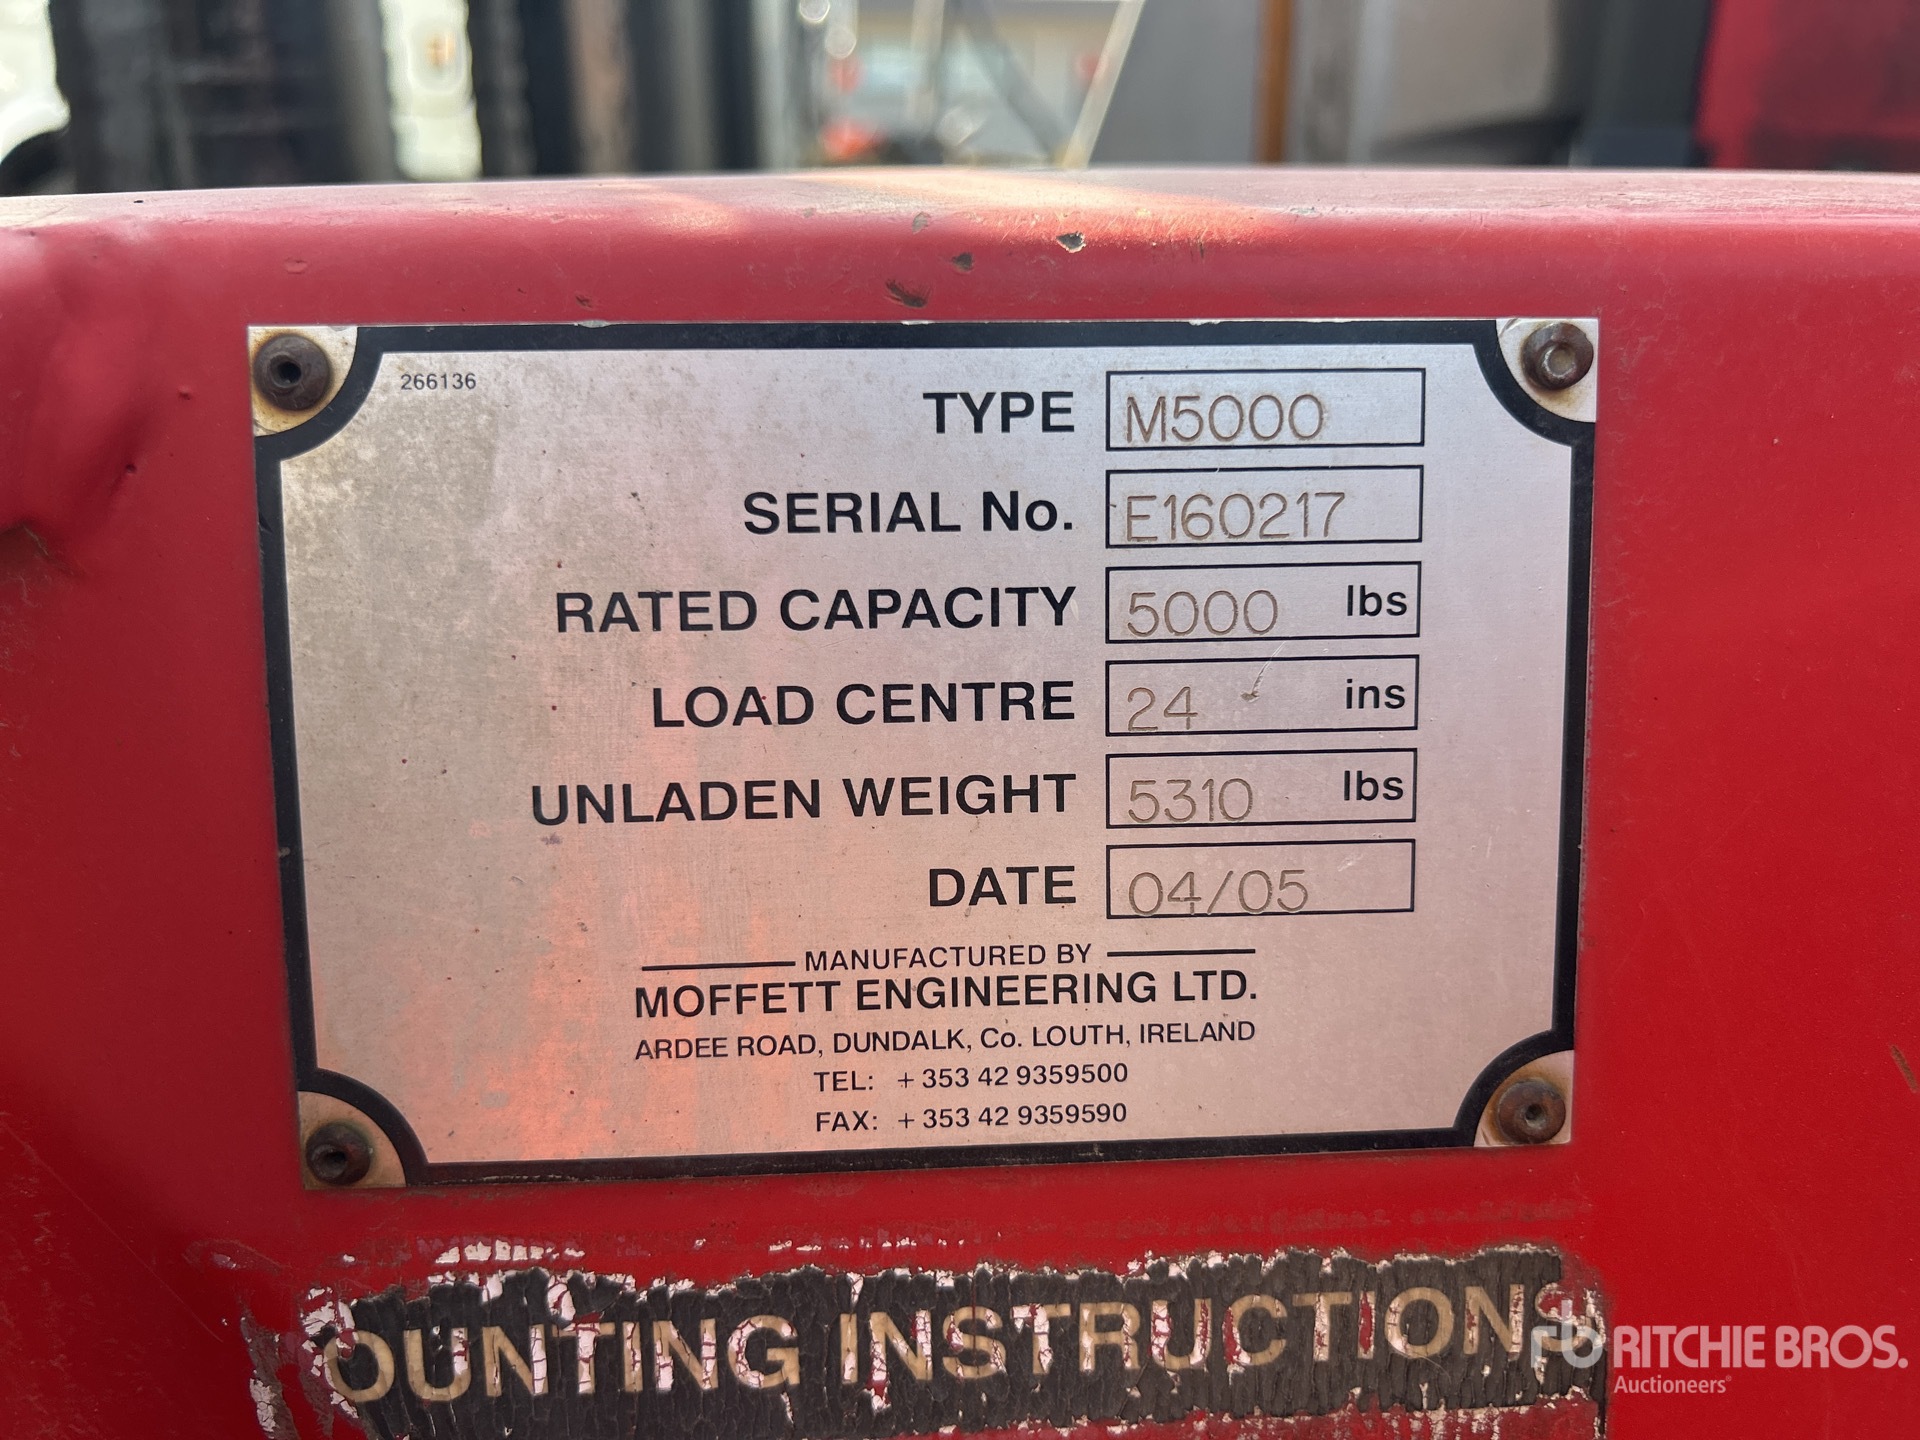 266136
TYPE M5000
SERIAL No. E160217
RATED CAPACITY 5000 lbs
LOAD CENTRE 24 ins
UNLADEN WEIGHT 5310 lbs
DATE 04/05
MANUFACTURED BY
MOFFETT ENGINEERING LTD.
ARDEE ROAD, DUNDALK, Co. LOUTH, IRELAND
TEL: +353 42 9359500
FAX: +353 42 9359590
OUNTING INSTRUCTIONS
rb RITCHIE BROS.
Auctioneers